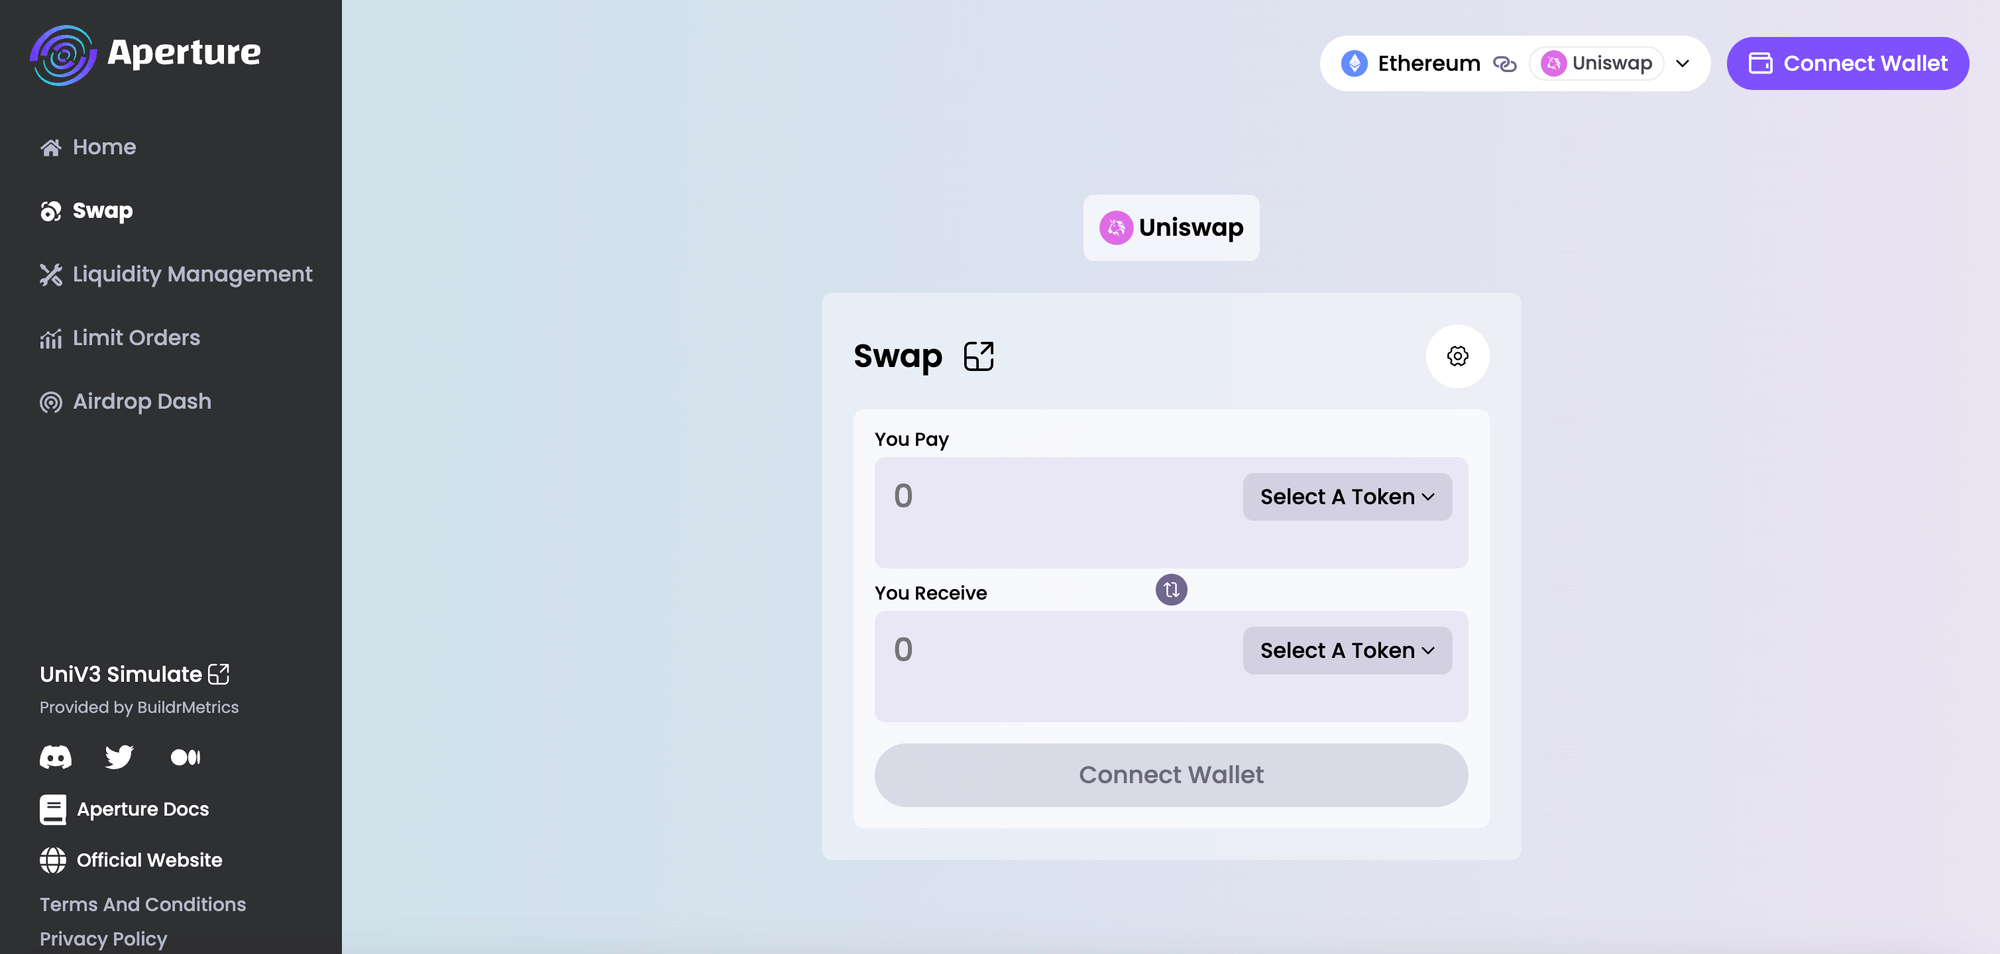 Aperture
Home
Swap
Liquidity Management
Limit Orders
Airdrop Dash
UniV3 Simulate
Provided by BuildrMetrics
Aperture Docs
Official Website
Terms And Conditions
Privacy Policy
Ethereum Uniswap
Connect Wallet
Uniswap
Swap
You Pay
0 Select A Token
You Receive
0 Select A Token
Connect Wallet